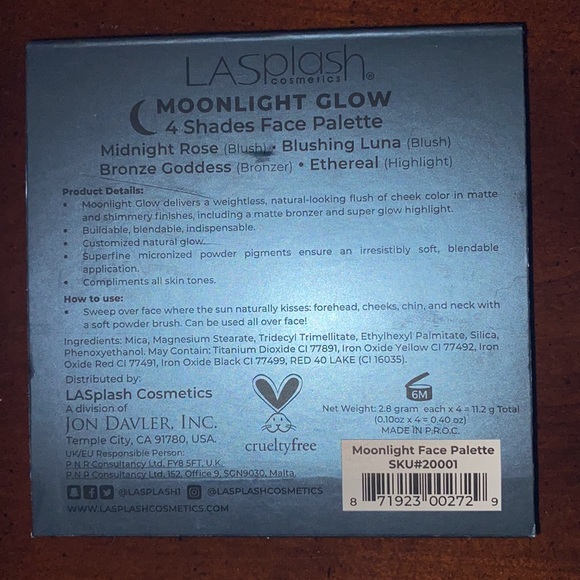 LASplash
cosmetics®
MOONLIGHT GLOW
4 Shades Face Palette
Midnight Rose (Blush) • Blushing Luna (Blush)
Bronze Goddess (Bronzer) • Ethereal (Highlight)
Product Details:
• Moonlight Glow delivers a weightless, natural-looking flush of cheek color in matte
and shimmery finishes, including a matte bronzer and super glow highlight.
• Buildable, blendable, indispensable.
• Customized natural glow.
• Superfine micronized powder pigments ensure an irresistibly soft, blendable
application.
• Compliments all skin tones.
How to use:
• Sweep over face where the sun naturally kisses: forehead, cheeks, chin, and neck with
a soft powder brush. Can be used all over face!
Ingredients: Mica, Magnesium Stearate, Tridecyl Trimellitate, Ethylhexyl Palmitate, Silica,
Phenoxyethanol. May Contain: Titanium Dioxide CI 77891, Iron Oxide Yellow CI 77492, Iron
Oxide Red CI 77491, Iron Oxide Black CI 77499, RED 40 LAKE (CI 16035).
Distributed by:
LASplash Cosmetics
A division of
JON DAVLER, INC.
Temple City, CA 91780, USA.
UK/EU Responsible Person:
P N R Consultancy Ltd, FY8 5FT, U.K.
P N R Consultancy Ltd. 152, Office 9, SGN9030, Malta.
@LASPLASH1 @LASPLASHCOSMETICS
WWW.LASPLASHCOSMETICS.COM
crueltyfree
6M
Net Weight: 2.8 gram each x 4 = 11.2 g Total
(0.10oz x 4 = 0.40 oz)
MADE IN P.R.O.C.
Moonlight Face Palette
SKU#20001
8 71923 00272 9